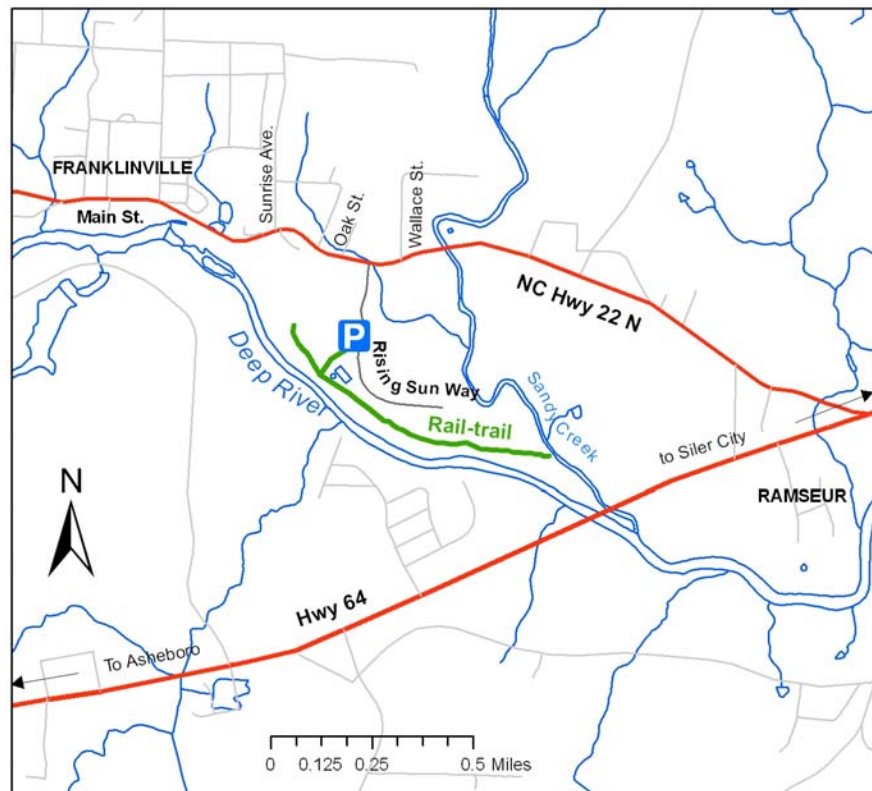 FRANKLINVILLE
Main St.
Sunrise Ave.
Oak St.
Wallace St.
NC Hwy 22 N
P
Rising Sun Way
Deep River
Rail-trail
Sandy Creek
to Siler City
RAMSEUR
N
Hwy 64
To Asheboro
0 0.125 0.25 0.5 Miles